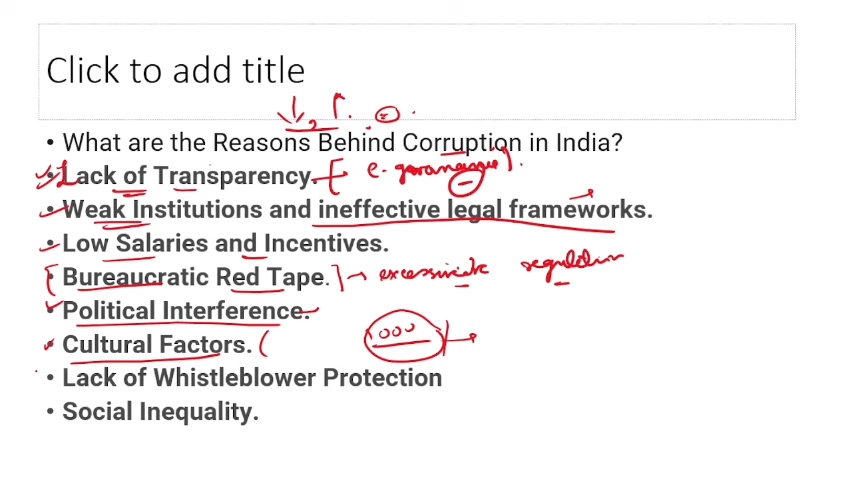 Click to add title
• What are the Reasons Behind Corruption in India?
• Lack of Transparency. e-governance
• Weak Institutions and ineffective legal frameworks.
• Low Salaries and Incentives.
• Bureaucratic Red Tape. regulation
• Political Interference.
• Cultural Factors. 1000
• Lack of Whistleblower Protection
• Social Inequality.